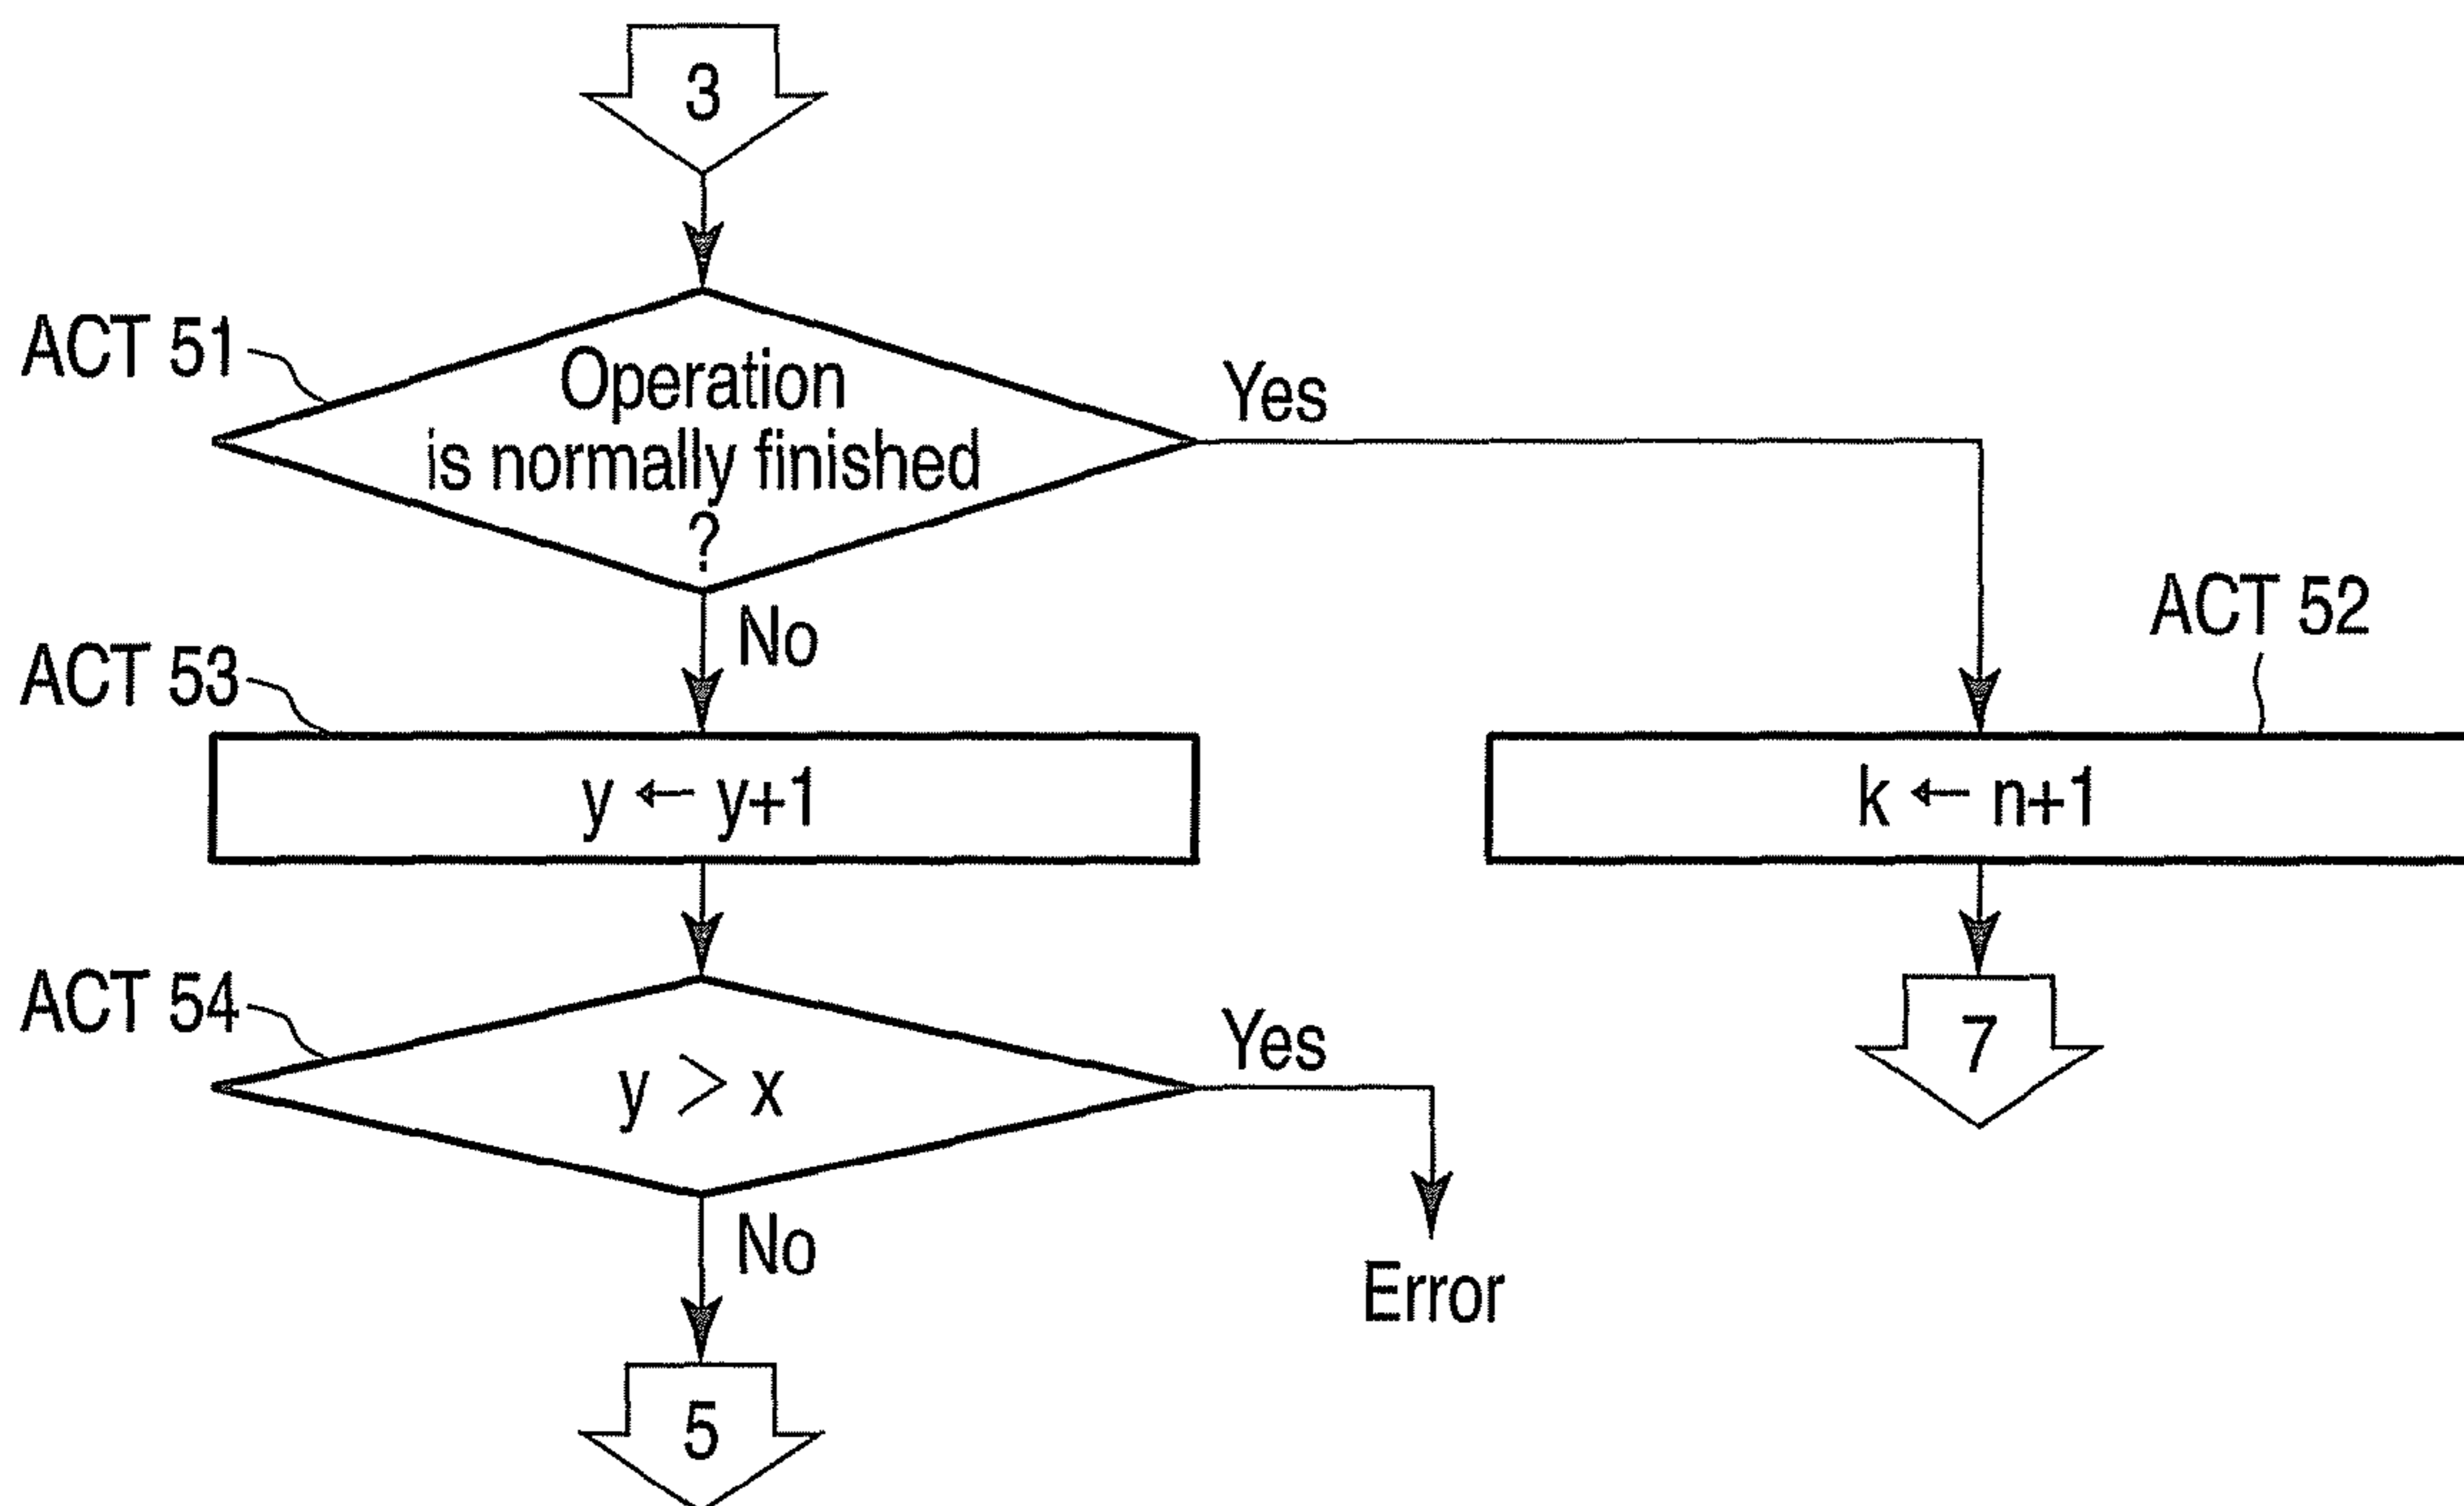 3
ACT 51
Operation
is normally finished
?
Yes
No
ACT 52
ACT 53
y ← y+1
k ← n+1
ACT 54
y > x
Yes
7
No
Error
5